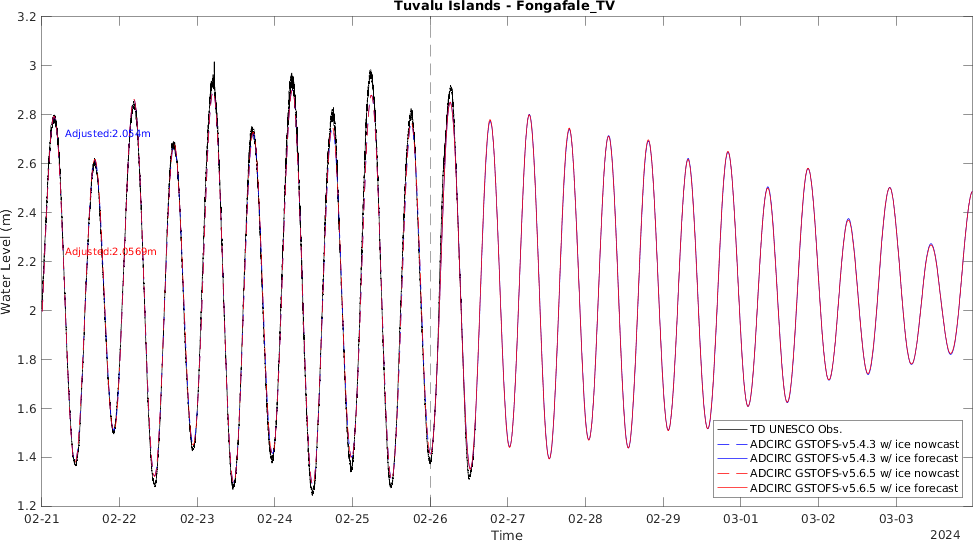 Tuvalu Islands - Fongafale_TV
3.2
3
2.8
2.6
2.4
2.2
2
1.8
1.6
1.4
1.2
Water Level (m)
Adjusted:2.054m
Adjusted:2.0569m
TD UNESCO Obs.
ADCIRC GSTOFS-v5.4.3 w/ ice nowcast
ADCIRC GSTOFS-v5.4.3 w/ ice forecast
ADCIRC GSTOFS-v5.6.5 w/ ice nowcast
ADCIRC GSTOFS-v5.6.5 w/ ice forecast
02-21 02-22 02-23 02-24 02-25 02-26 02-27 02-28 02-29 03-01 03-02 03-03
Time
2024